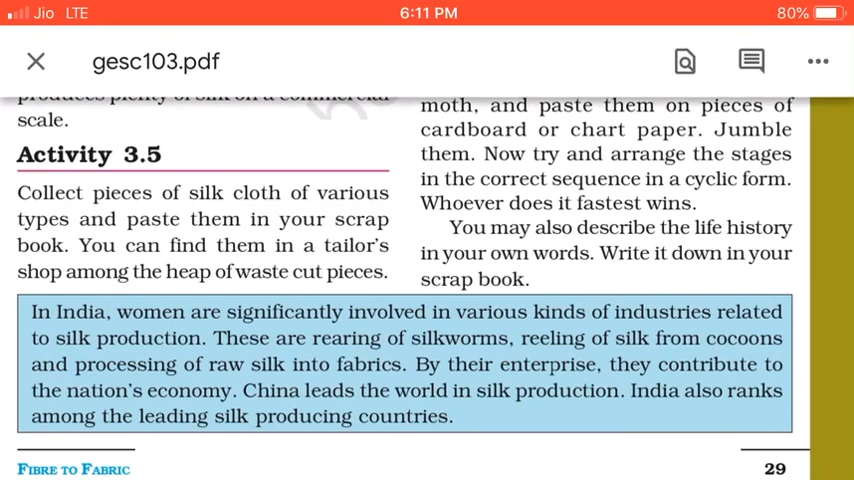 Jio LTE
6:11 PM
80%
gesc103.pdf
produces plenty of silk on a commercial
scale.
Activity 3.5
Collect pieces of silk cloth of various
types and paste them in your scrap
book. You can find them in a tailor's
shop among the heap of waste cut pieces.
moth, and paste them on pieces of
cardboard or chart paper. Jumble
them. Now try and arrange the stages
in the correct sequence in a cyclic form.
Whoever does it fastest wins.
You may also describe the life history
in your own words. Write it down in your
scrap book.
In India, women are significantly involved in various kinds of industries related
to silk production. These are rearing of silkworms, reeling of silk from cocoons
and processing of raw silk into fabrics. By their enterprise, they contribute to
the nation's economy. China leads the world in silk production. India also ranks
among the leading silk producing countries.
FIBRE TO FABRIC
29